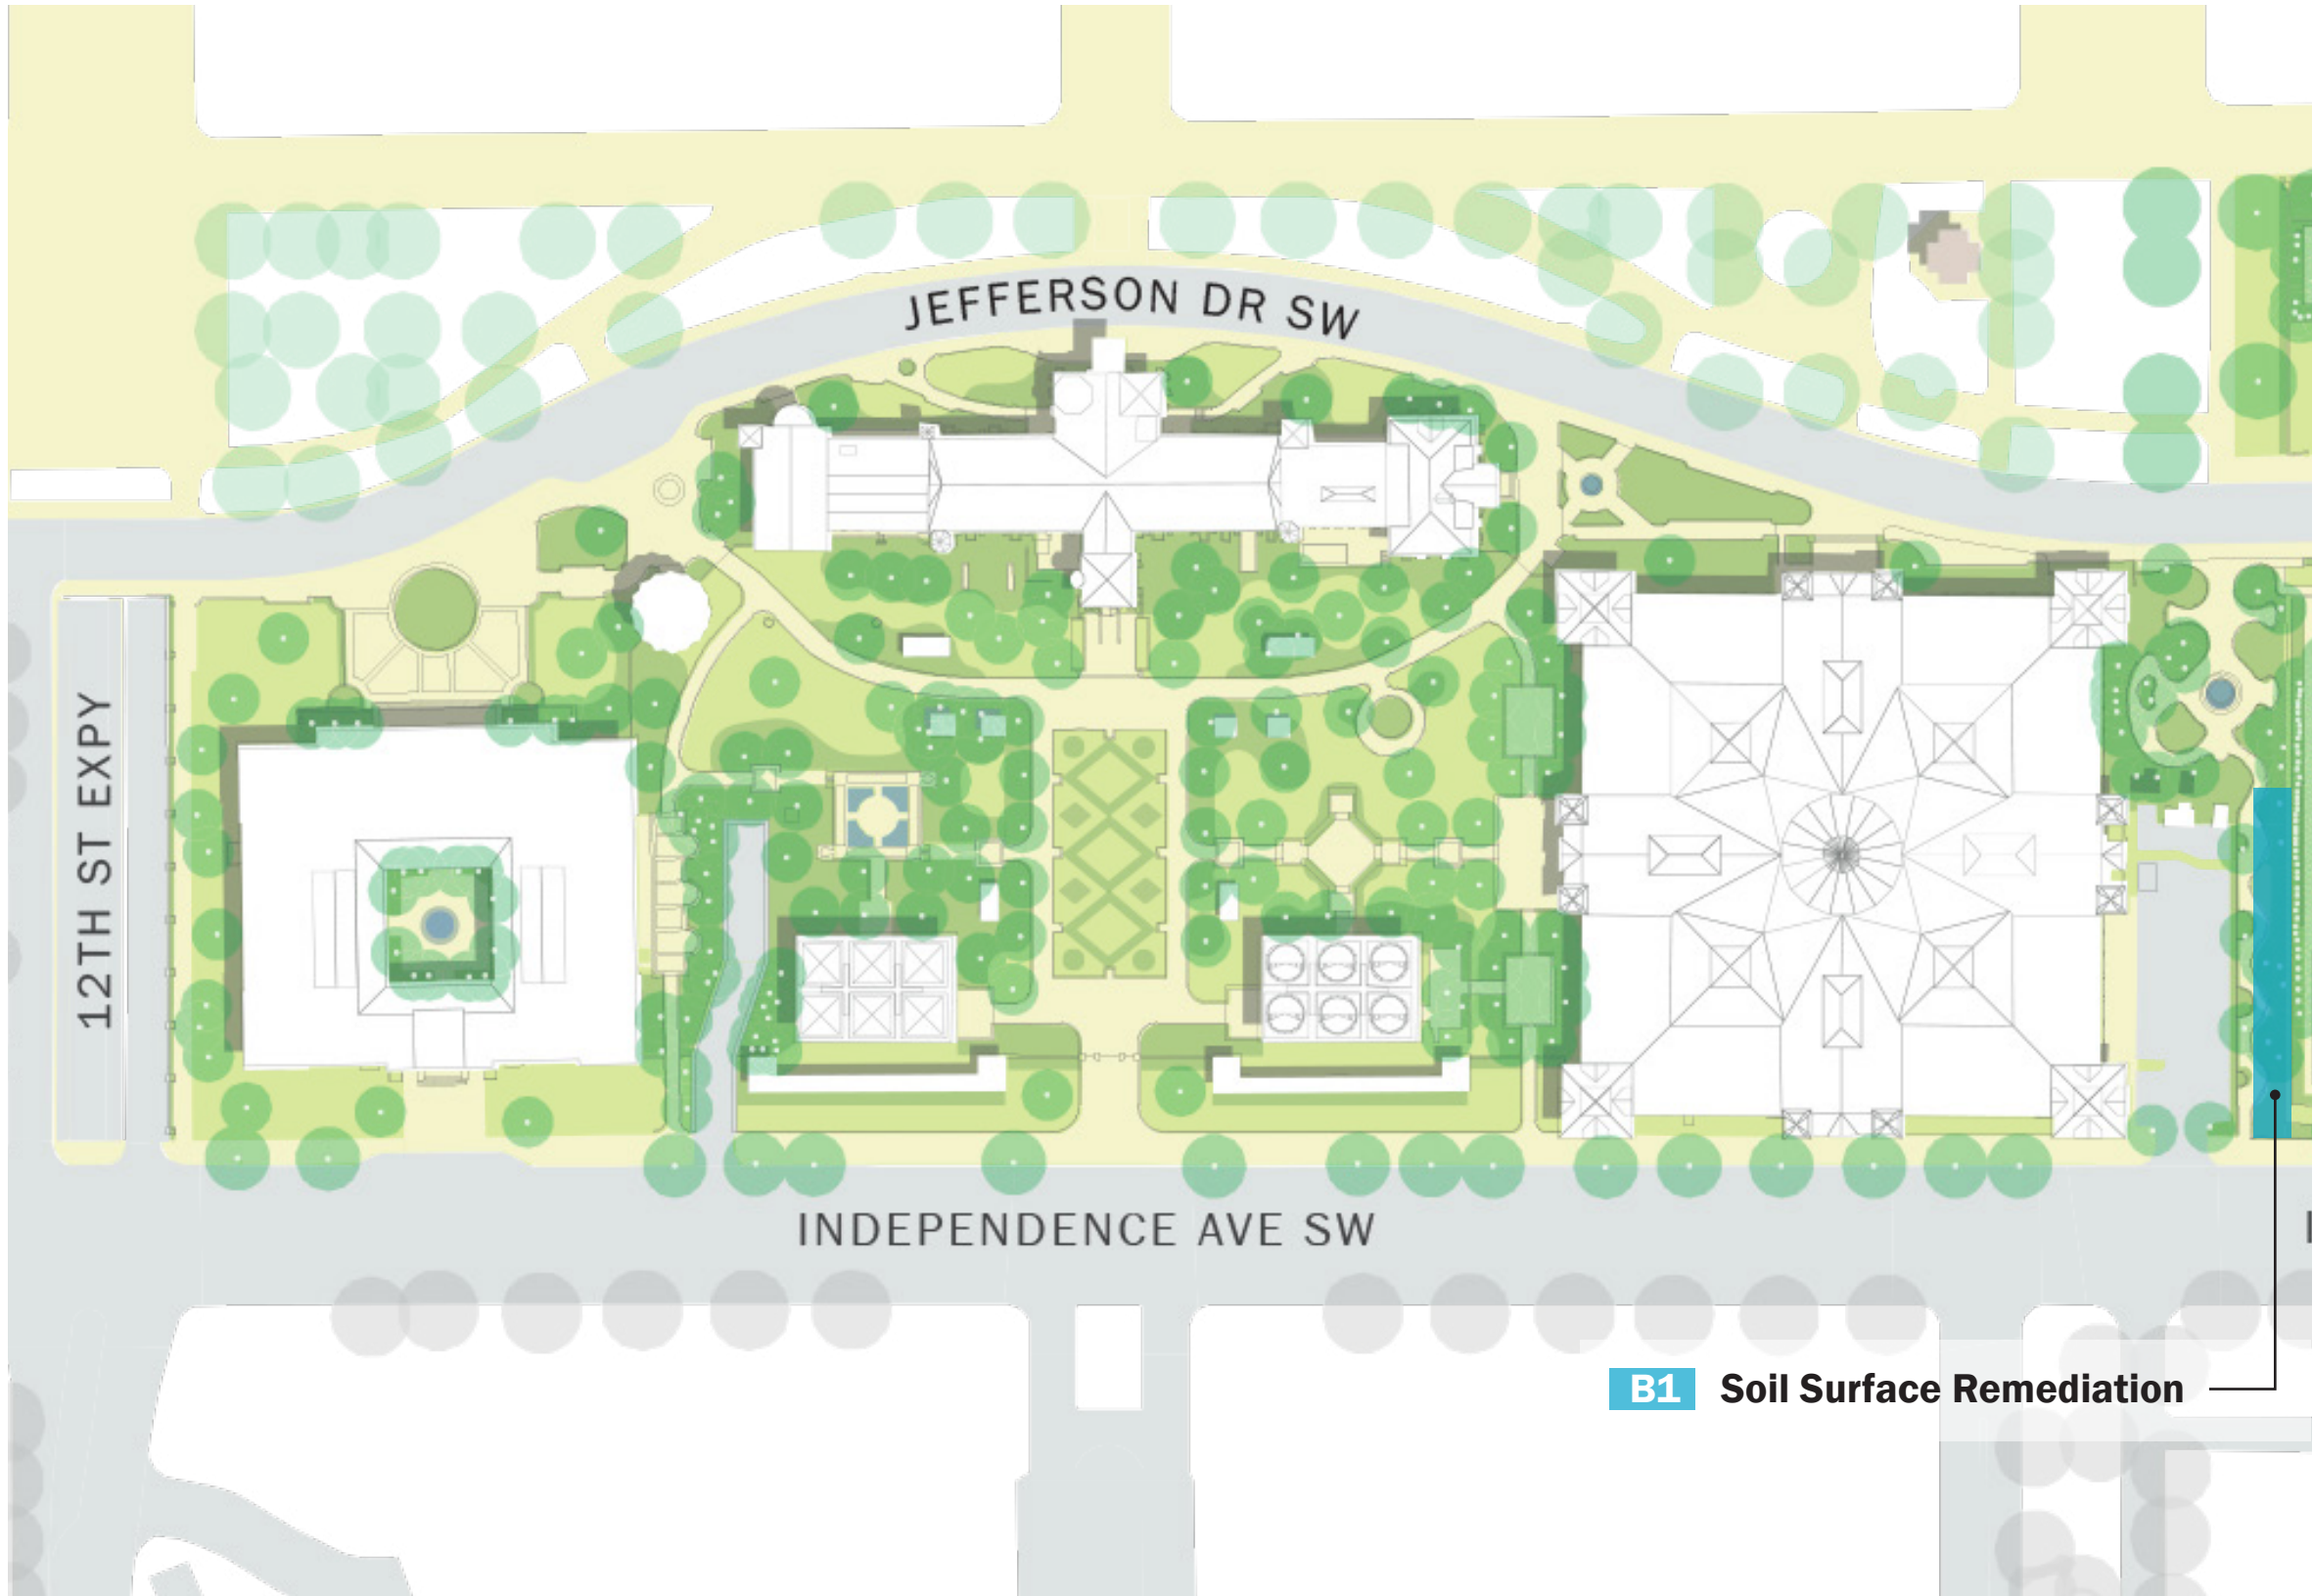 JEFFERSON DR SW
12TH ST EXPY
INDEPENDENCE AVE SW
B1 Soil Surface Remediation